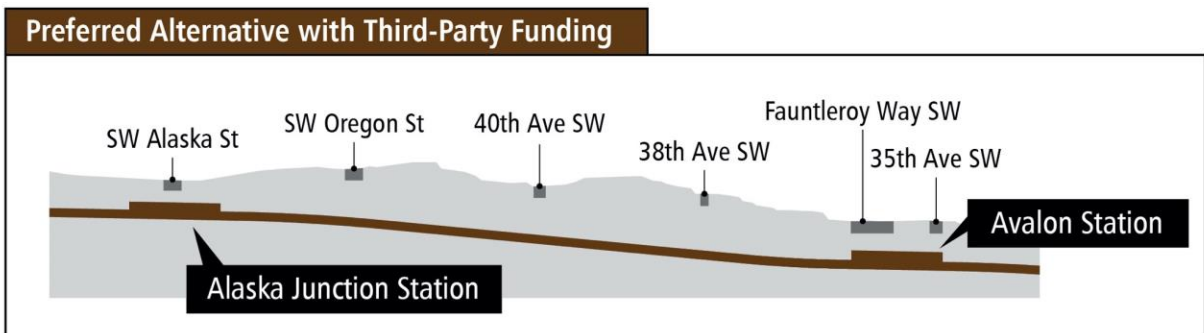 Preferred Alternative with Third-Party Funding
SW Alaska St
SW Oregon St
40th Ave SW
38th Ave SW
Fauntleroy Way SW
35th Ave SW
Avalon Station
Alaska Junction Station